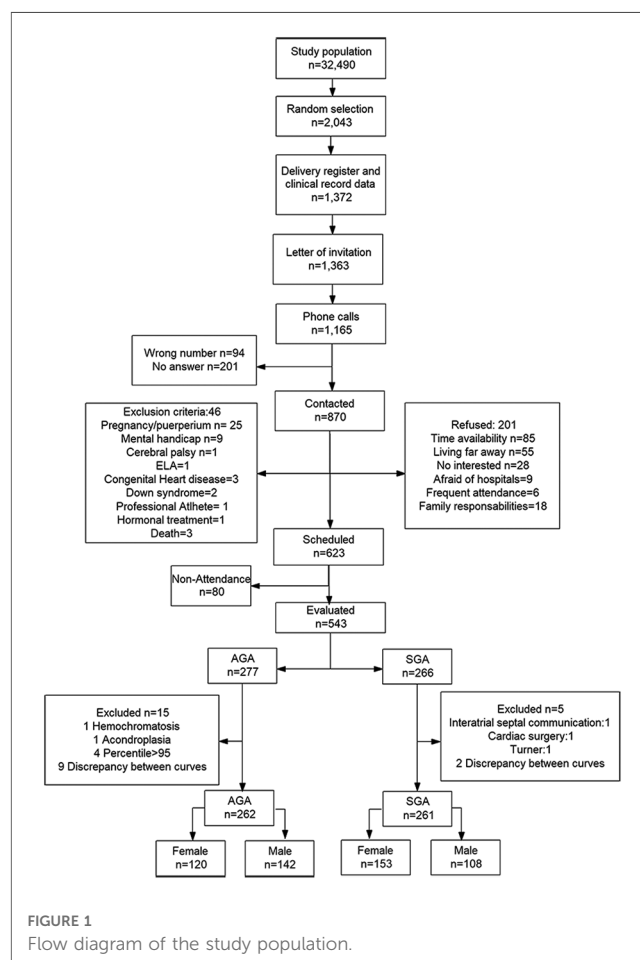 Study population
n=32,490
Random selection
n=2,043
Delivery register and
clinical record data
n=1,372
Letter of invitation
n=1,363
Phone calls
n=1,165
Wrong number n=94
No answer n=201
Contacted
n=870
Exclusion criteria:46
Pregnancy/puerperium n= 25
Mental handicap n=9
Cerebral palsy n=1
ELA=1
Congenital Heart disease=3
Down syndrome=2
Professional Atlhete= 1
Hormonal treatment=1
Death=3
Refused: 201
Time availability n=85
Living far away n=55
No interested n=28
Afraid of hospitals=9
Frequent attendance=6
Family responsabilities=18
Scheduled
n=623
Non-Attendance
n=80
Evaluated
n=543
AGA
n=277
SGA
n=266
Excluded n=15
1 Hemochromatosis
1 Acondroplasia
4 Percentile>95
9 Discrepancy between curves
Excluded n=5
Interatrial septal communication:1
Cardiac surgery:1
Turner:1
2 Discrepancy between curves
AGA
n=262
SGA
n=261
Female
n=120
Male
n=142
Female
n=153
Male
n=108
FIGURE 1
Flow diagram of the study population.